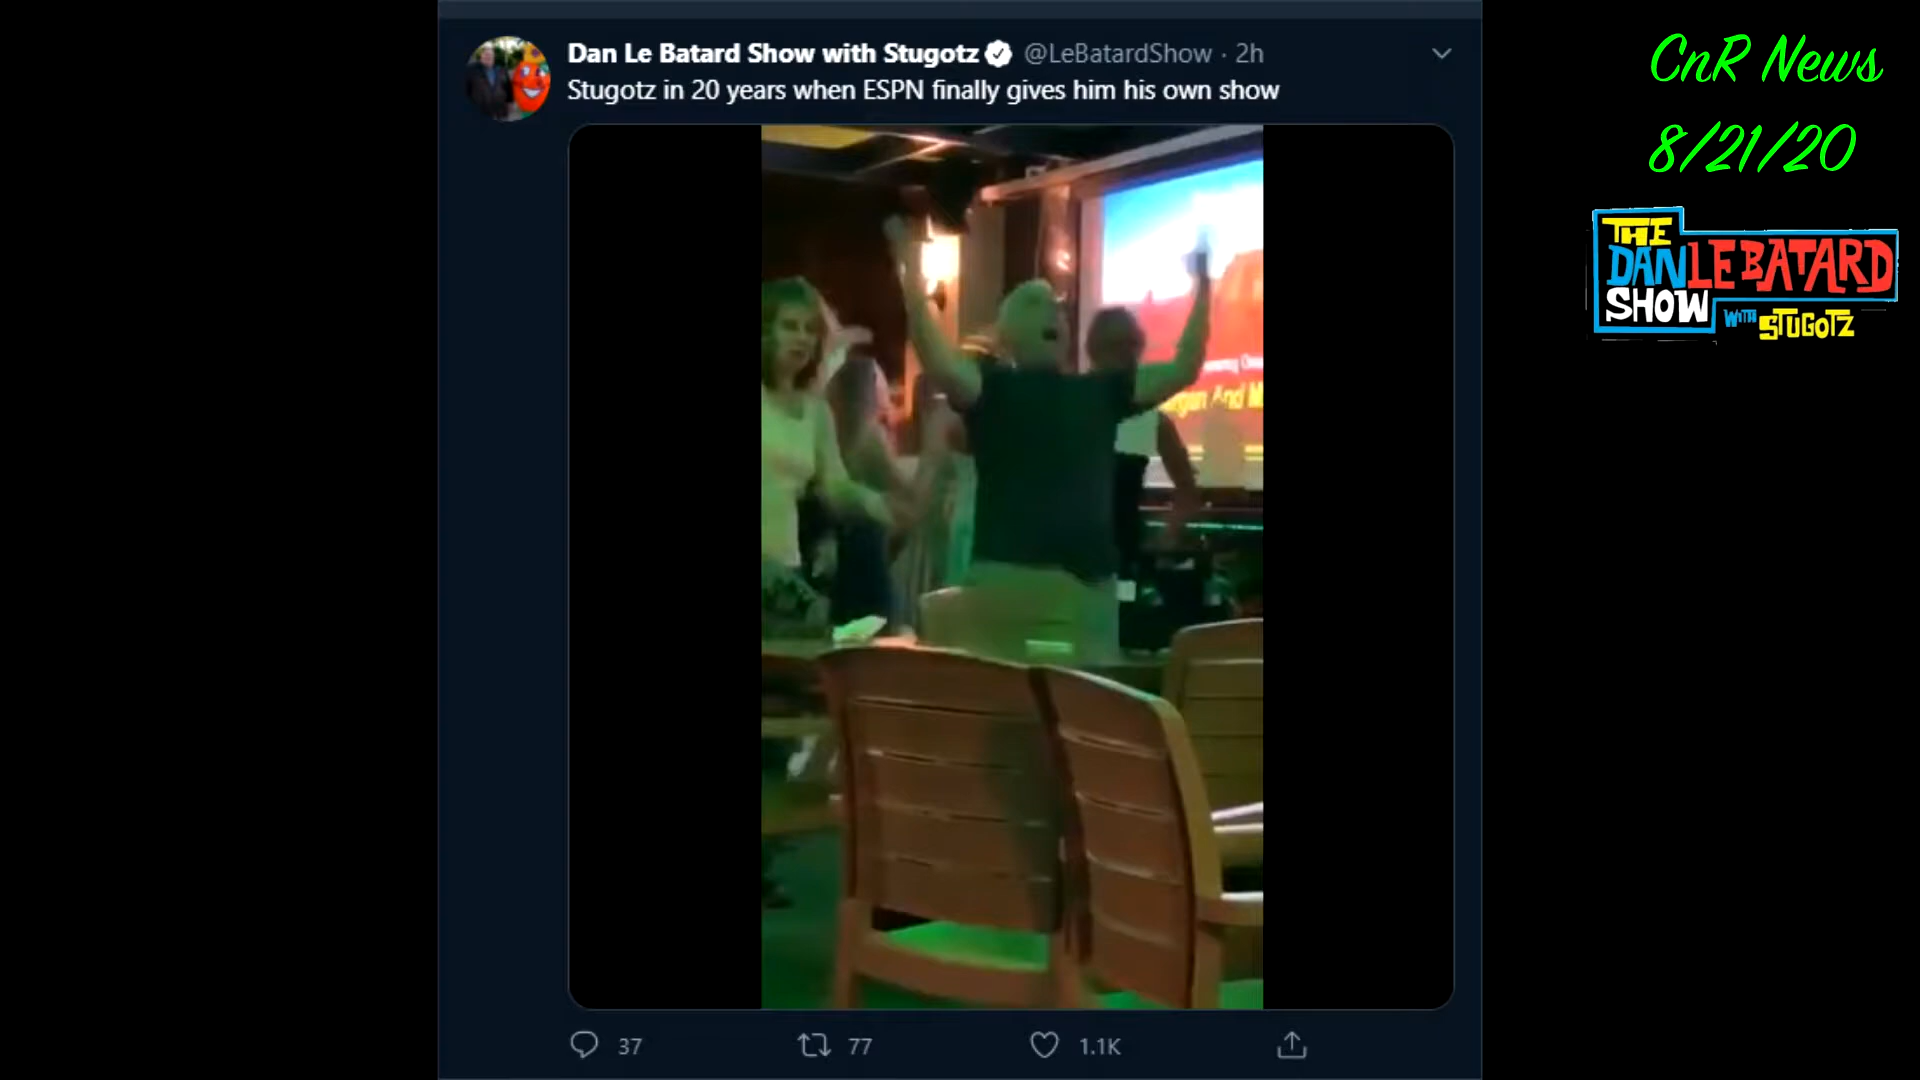 Dan Le Batard Show with Stugotz @LeBatardShow · 2h
Stugotz in 20 years when ESPN finally gives him his own show
And
37 77 1.1K
CnR News
8/21/20
THE
DAN LE BATARD
SHOW WITH STUGOTZ